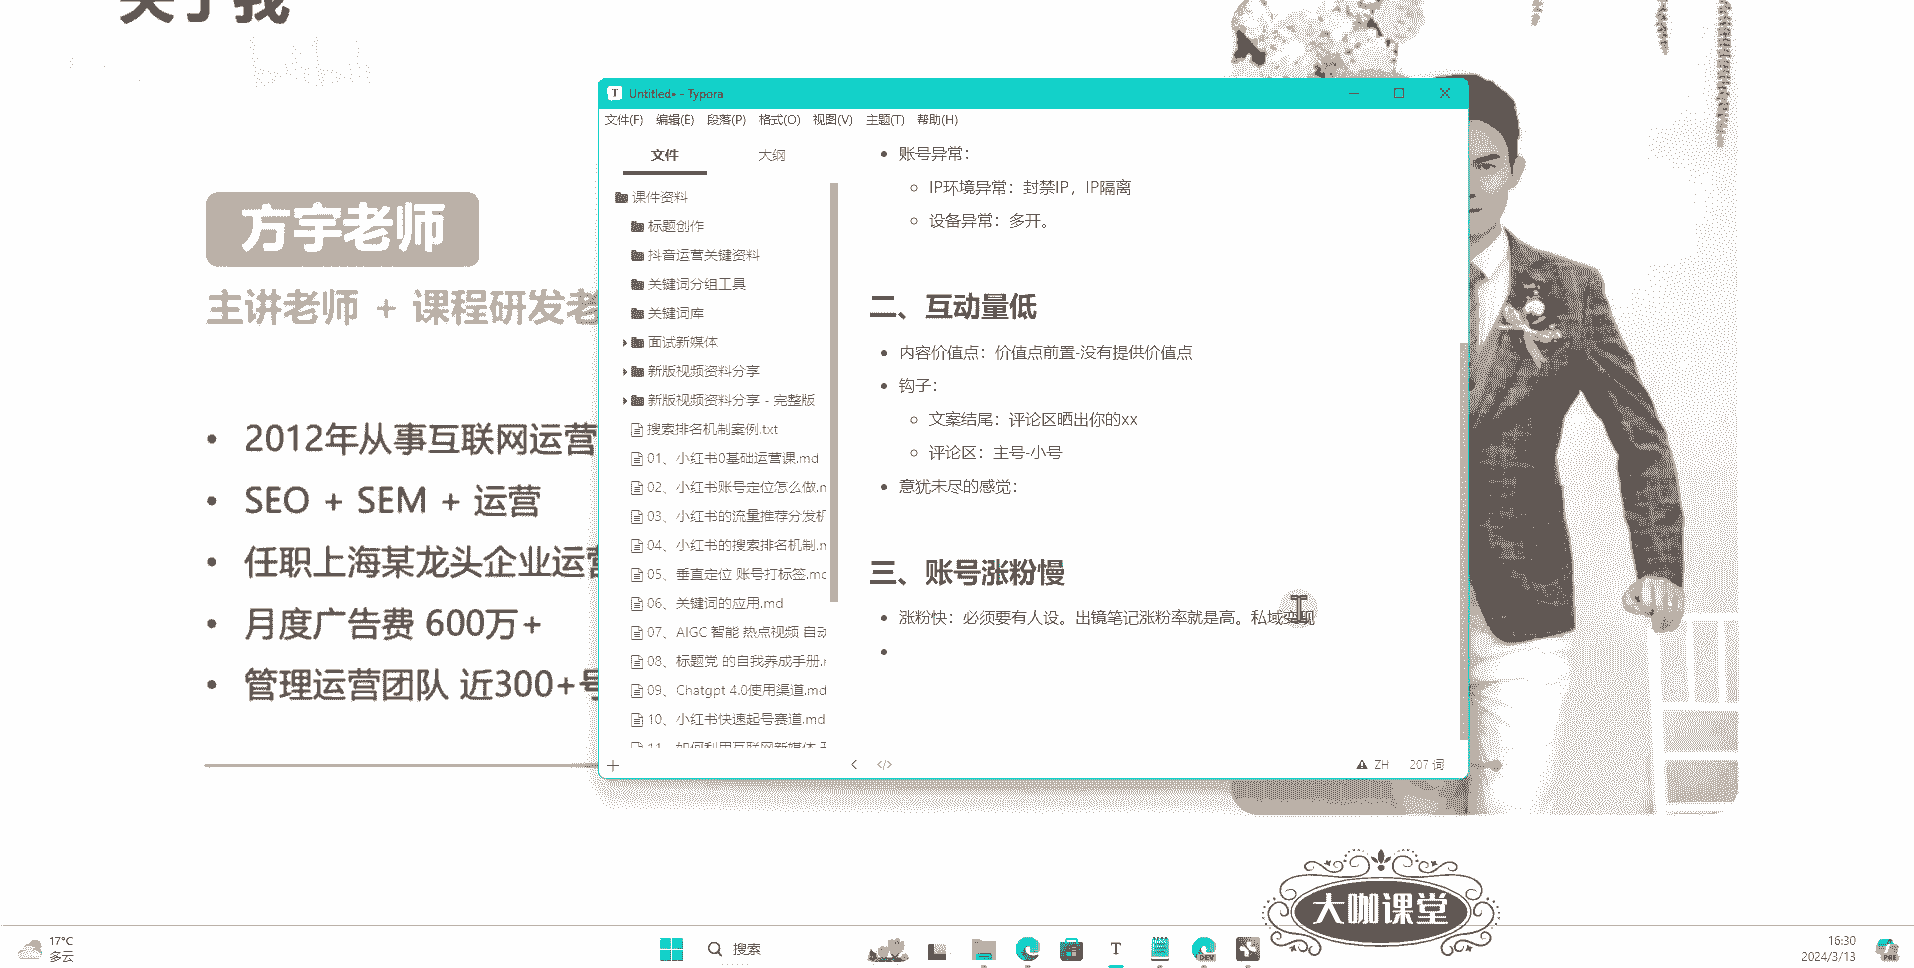 关于我
方宇老师
主讲老师 + 课程研发老
2012年从事互联网运营
SEO + SEM + 运营
任职上海某龙头企业运营
月度广告费 600万+
管理运营团队 近300+号
Untitled• - Typora
文件(F) 编辑(E) 段落(P) 格式(O) 视图(V) 主题(T) 帮助(H)
文件 大纲
课件资料
标题创作
抖音运营关键资料
关键词分组工具
关键词库
面试新媒体
新版视频资料分享
新版视频资料分享 - 完整版
搜索排名机制案例.txt
01、小红书0基础运营课.md
02、小红书账号定位怎么做.m
03、小红书的流量推荐分发机
04、小红书的搜索排名机制.m
05、垂直定位 账号打标签.md
06、关键词的应用.md
07、AIGC 智能 热点视频 自动
08、标题党 的自我养成手册.m
09、Chatgpt 4.0使用渠道.md
10、小红书快速起号赛道.md
11、如何利用互联网新媒体
账号异常：
IP环境异常：封禁IP，IP隔离
设备异常：多开。
二、互动量低
内容价值点：价值点前置-没有提供价值点
钩子：
文案结尾：评论区晒出你的xx
评论区：主号-小号
意犹未尽的感觉：
三、账号涨粉慢
涨粉快：必须要有人设。出镜笔记涨粉率就是高。私域变现
ZH 207 词
大咖课堂
17°C
多云
搜索
DEV
16:30
2024/3/13
PRE